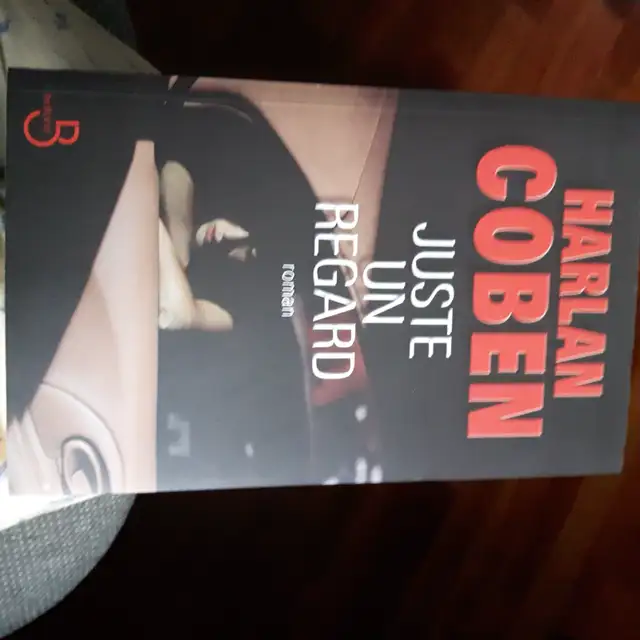 HARLAN
COBEN
JUSTE
UN
REGARD
roman